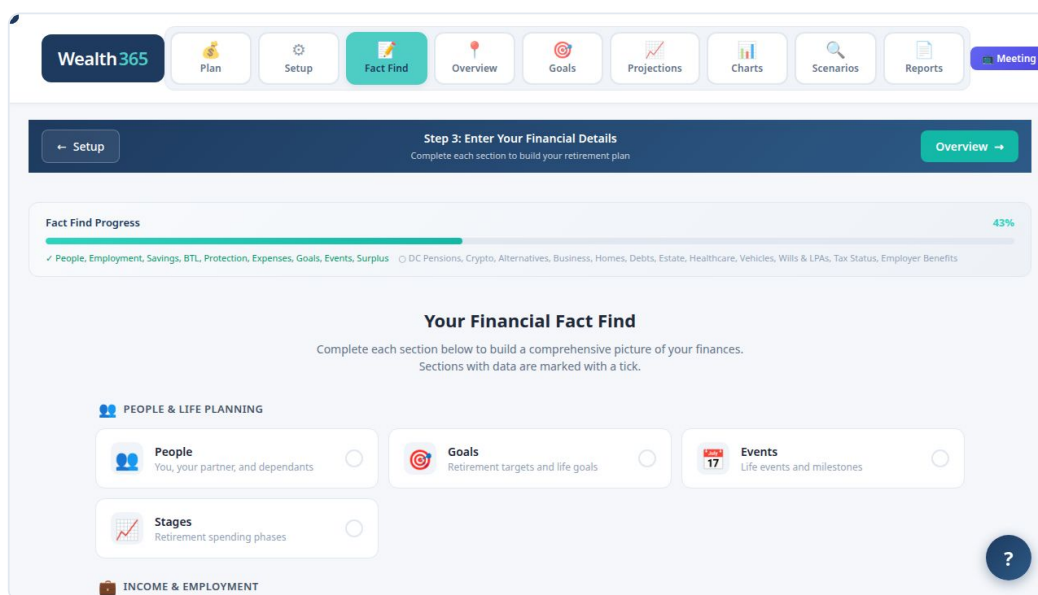 Wealth365
Plan
Setup
Fact Find
Overview
Goals
Projections
Charts
Scenarios
Reports
Meeting
← Setup
Step 3: Enter Your Financial Details
Complete each section to build your retirement plan
Overview →
Fact Find Progress
43%
✓ People, Employment, Savings, BTL, Protection, Expenses, Goals, Events, Surplus ○ DC Pensions, Crypto, Alternatives, Business, Homes, Debts, Estate, Healthcare, Vehicles, Wills & LPAs, Tax Status, Employer Benefits
Your Financial Fact Find
Complete each section below to build a comprehensive picture of your finances.
Sections with data are marked with a tick.
PEOPLE & LIFE PLANNING
People
You, your partner, and dependants
Goals
Retirement targets and life goals
17
Events
Life events and milestones
Stages
Retirement spending phases
INCOME & EMPLOYMENT
?